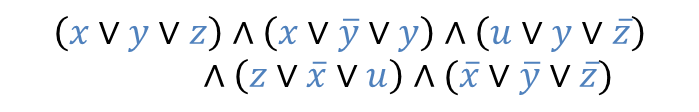 (x ∨ y ∨ z) ∧ (x ∨ ȳ ∨ y) ∧ (u ∨ y ∨ z̄)
∧ (z ∨ x̄ ∨ u) ∧ (x̄ ∨ ȳ ∨ z̄)